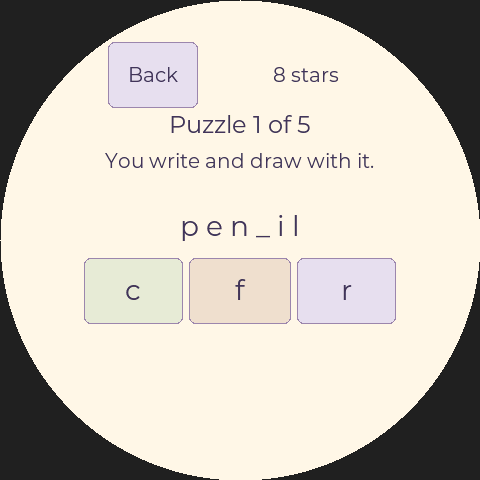 Back
8 stars
Puzzle 1 of 5
You write and draw with it.
p e n _ i l
c f r